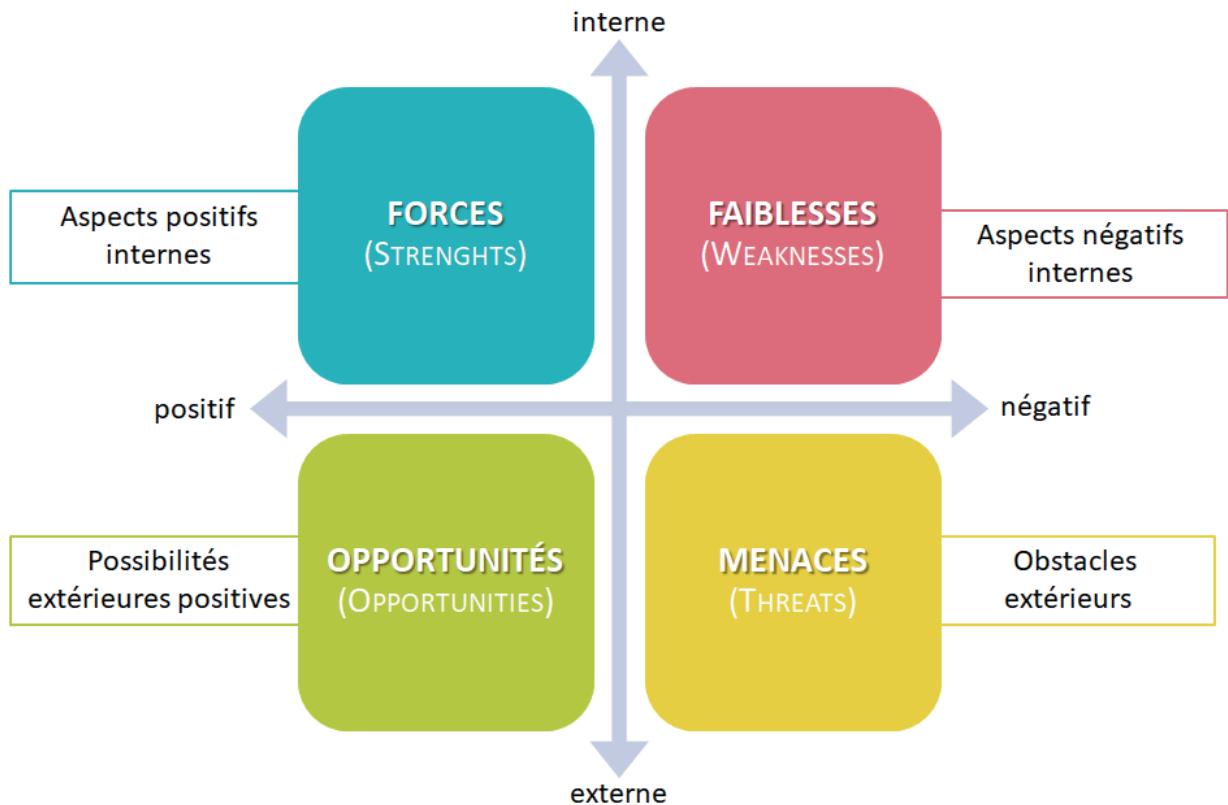 interne
FORCES
(STRENGHTS)
FAIBLESSES
(WEAKNESSES)
Aspects positifs
internes
Aspects négatifs
internes
positif
négatif
OPPORTUNITÉS
(OPPORTUNITIES)
MENACES
(THREATS)
Possibilités
extérieures positives
Obstacles
extérieurs
externe